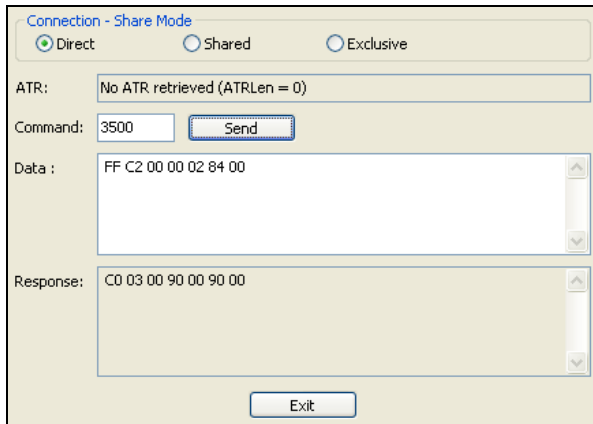 Connection - Share Mode
Direct Shared Exclusive
ATR: No ATR retrieved (ATRLen = 0)
Command: 3500 Send
Data : FF C2 00 00 02 84 00
Response: C0 03 00 90 00 90 00
Exit